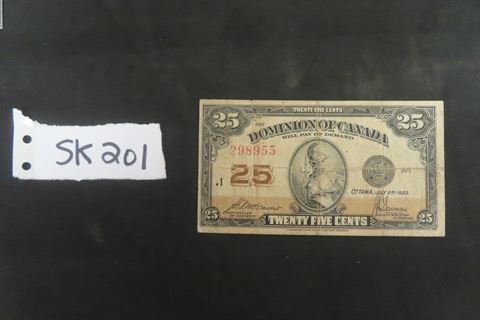 SK 201
TWENTY FIVE CENTS
25 25
THE
DOMINION OF CANADA
WILL PAY ON DEMAND
298955
25
OTTAWA, JULY 2ND 1923
25 TWENTY FIVE CENTS 25